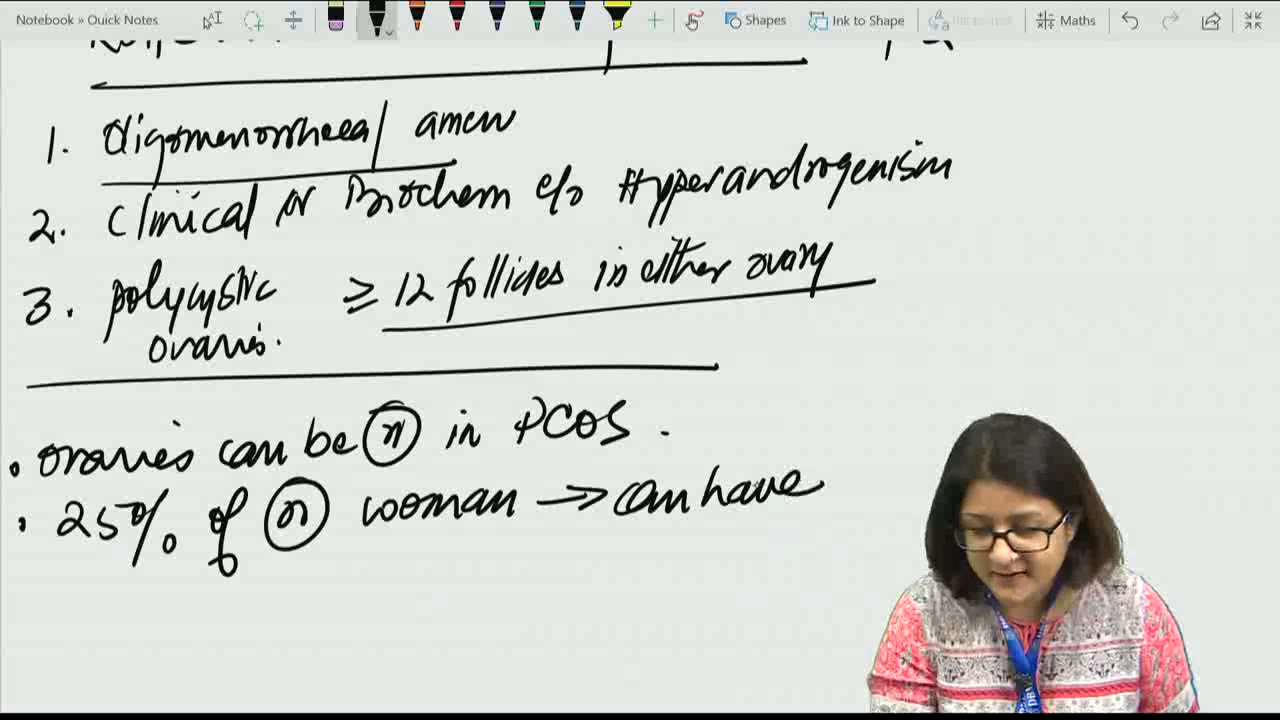 Notebook » Quick Notes
Shapes
Ink to Shape
Maths
1. Oligomenorrhoea/ amen
2. Clinical or Biochem e/o Hyperandrogenism
3. polycystic ≥ 12 follicles in either ovary
ovaries.
• ovaries can be (n) in PCOS.
• 25% of (n) woman → can have